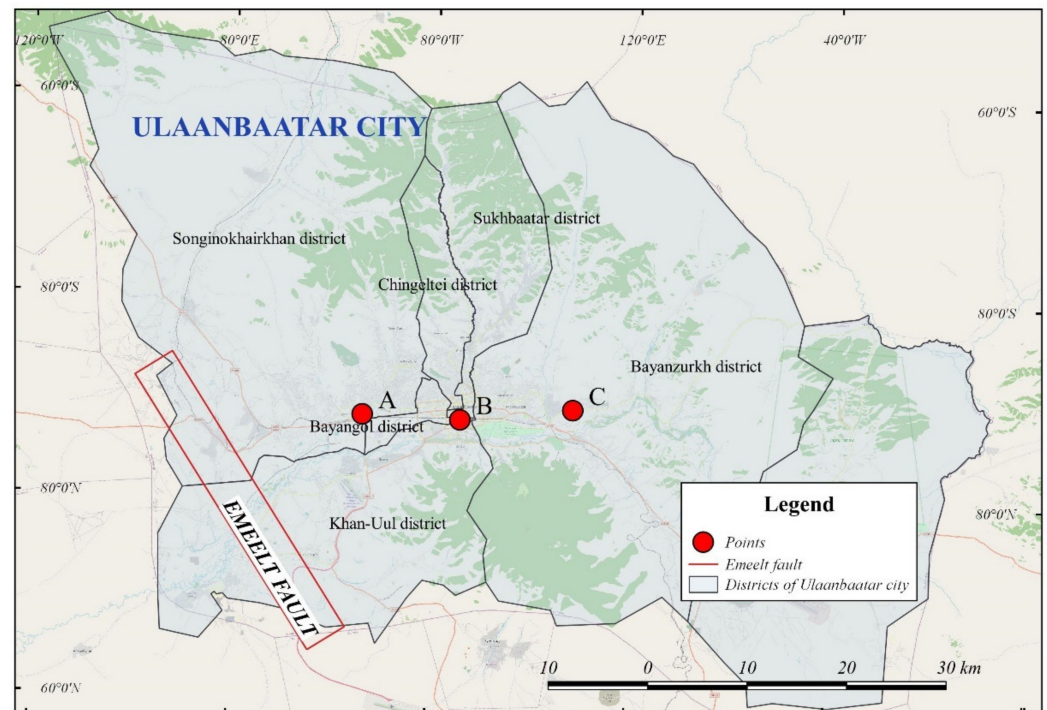 120°0'W 80°0'E 80°0'W 120°0'E 40°0'W
60°0'S 60°0'S
ULAANBAATAR CITY
Sukhbaatar district
Songinokhairkhan district
Chingeltei district
80°0'S 80°0'S
Bayanzurkh district
A B C
Bayangol district
80°0'N 80°0'N
Khan-Uul district
EMEELT FAULT
Legend
Points
Emeelt fault
Districts of Ulaanbaatar city
60°0'N
10 0 10 20 30 km